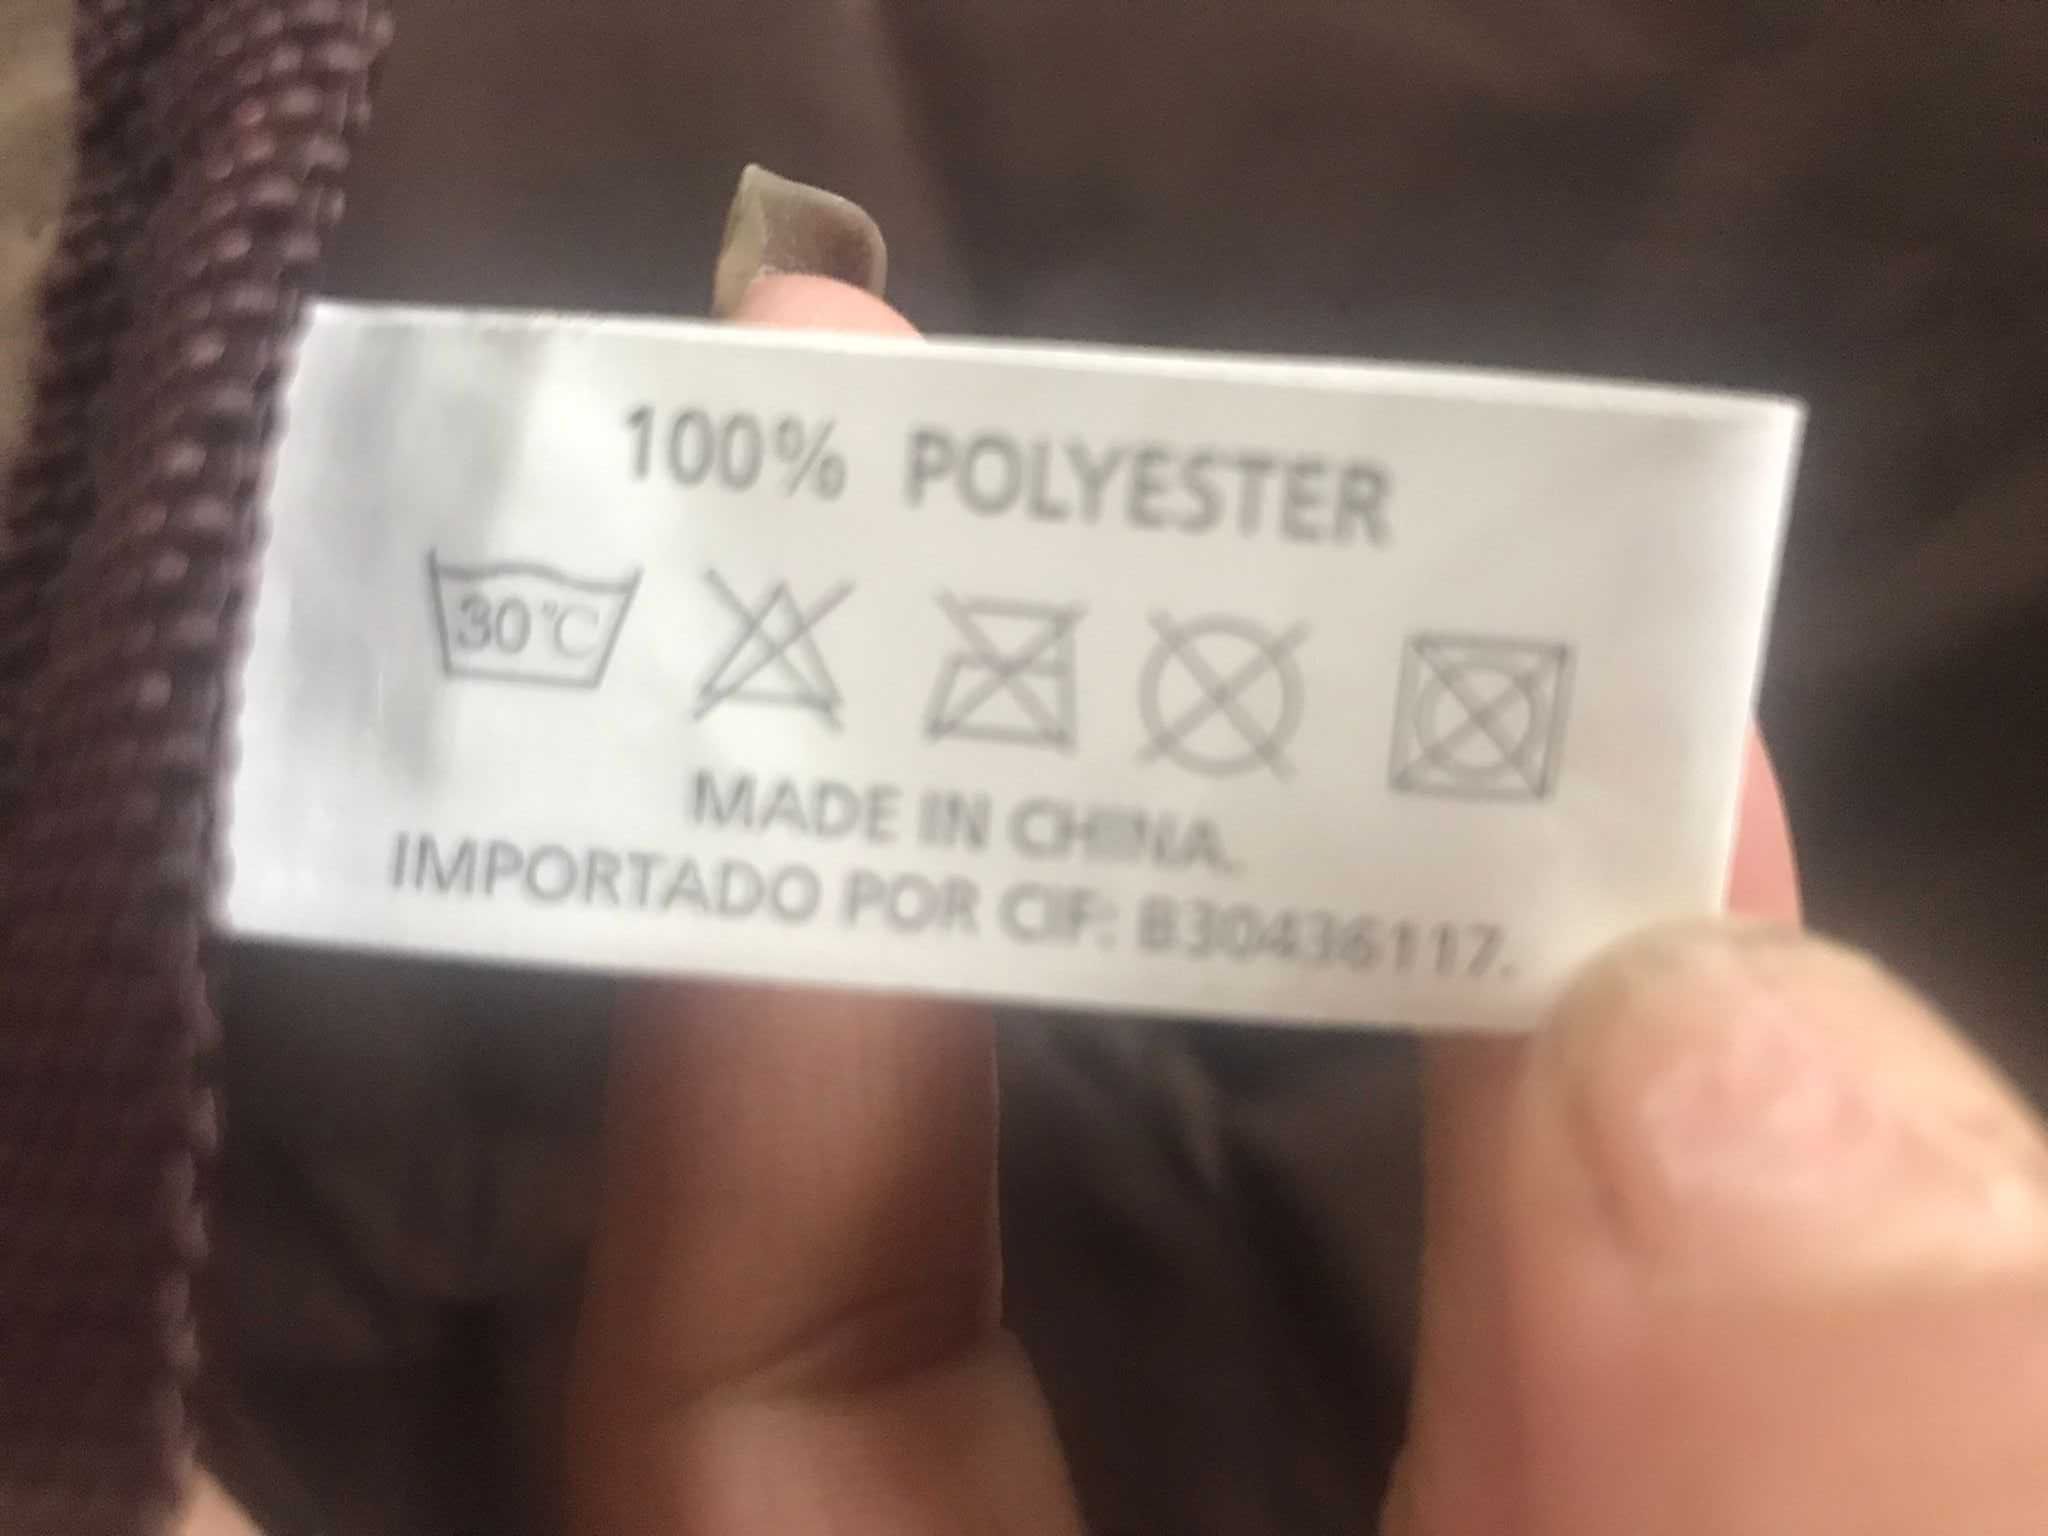 100% POLYESTER
30°C
MADE IN CHINA.
IMPORTADO POR CIF: B30436117.